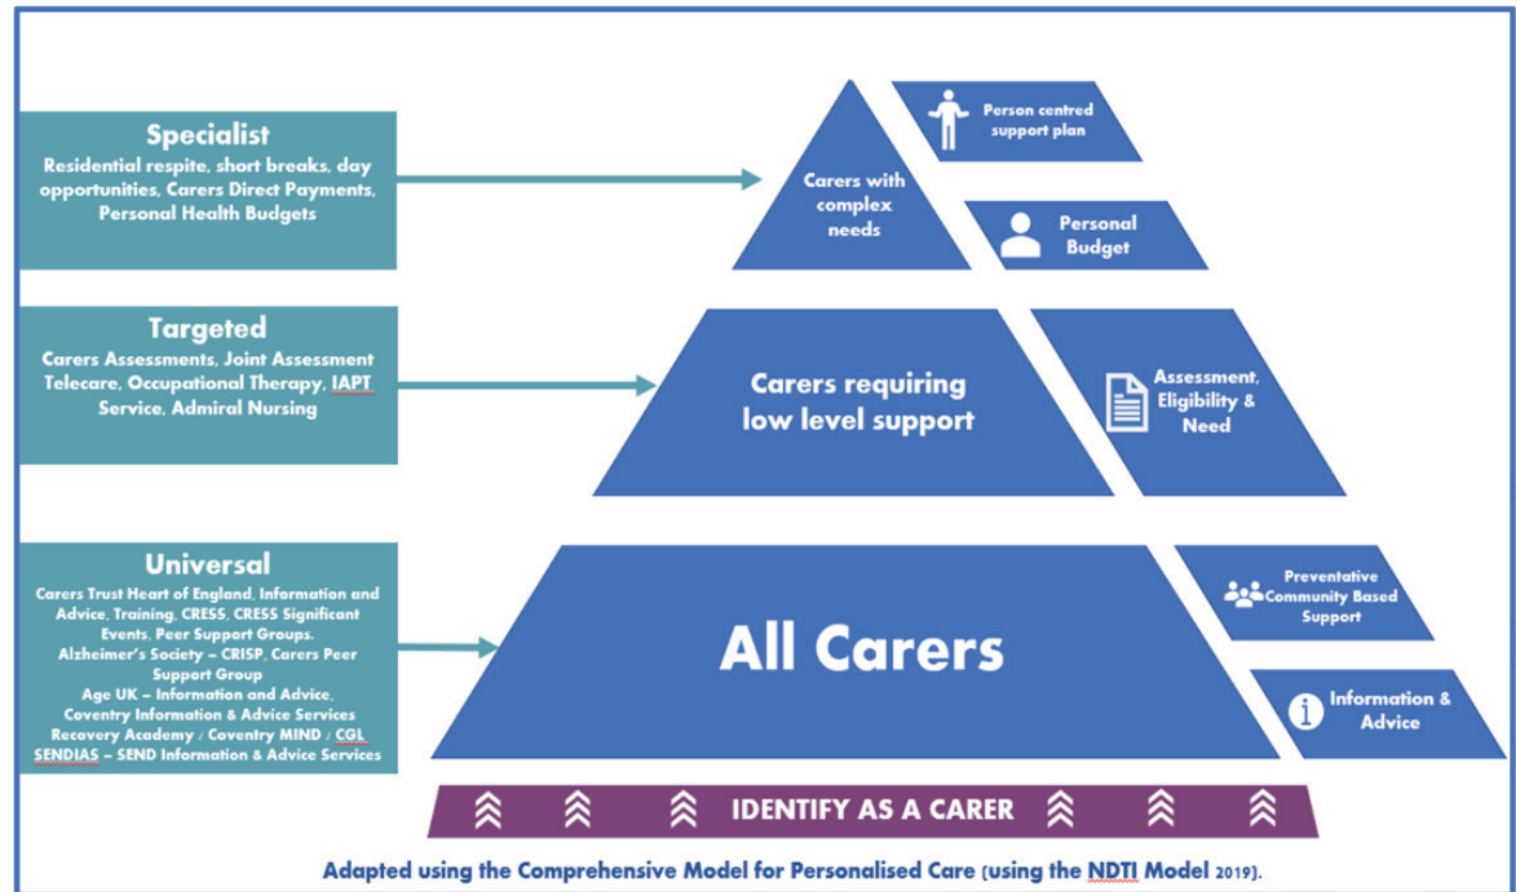 Specialist
Residential respite, short breaks, day
opportunities, Carers Direct Payments,
Personal Health Budgets
Carers with
complex
needs
Person centred
support plan
Personal
Budget
Targeted
Carers Assessments, Joint Assessment
Telecare, Occupational Therapy, IAPT
Service, Admiral Nursing
Carers requiring
low level support
Assessment,
Eligibility &
Need
Universal
Carers Trust Heart of England, Information and
Advice, Training, CRESS, CRESS Significant
Events, Peer Support Groups.
Alzheimer's Society – CRISP, Carers Peer
Support Group
Age UK – Information and Advice,
Coventry Information & Advice Services
Recovery Academy / Coventry MIND / CGL
SENDIAS – SEND Information & Advice Services
All Carers
Preventative
Community Based
Support
Information &
Advice
IDENTIFY AS A CARER
Adapted using the Comprehensive Model for Personalised Care (using the NDTI Model 2019).